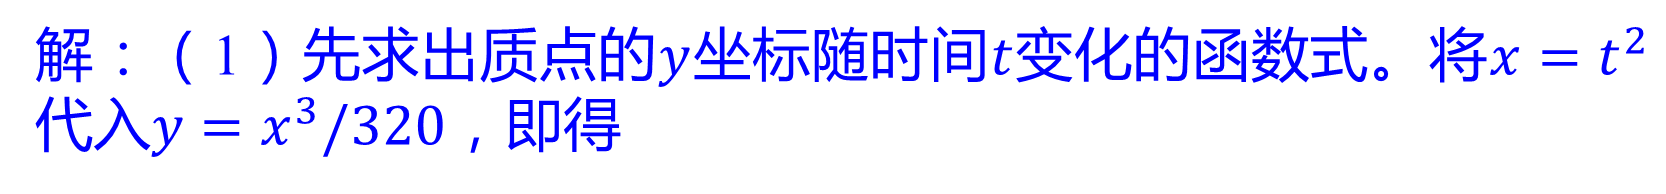 解：（1）先求出质点的y坐标随时间t变化的函数式。将x = t²
代入y = x³/320，即得